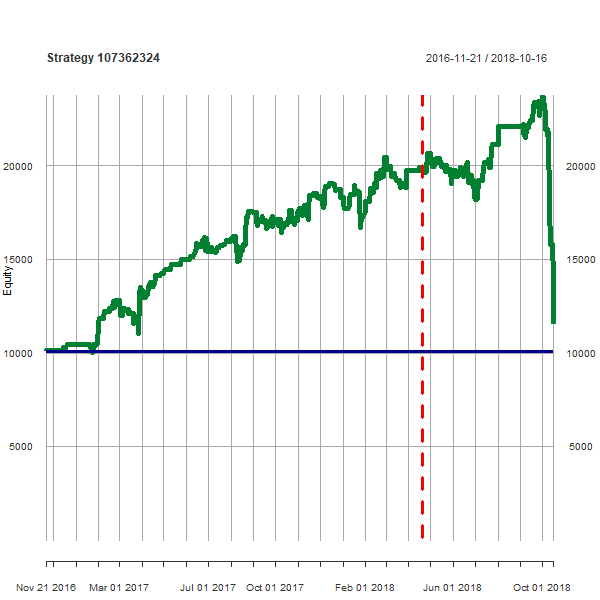 Strategy 107362324
2016-11-21 / 2018-10-16
20000
20000
15000
15000
Equity
10000
10000
5000
5000
Nov 21 2016
Mar 01 2017
Jul 01 2017
Oct 01 2017
Feb 01 2018
Jun 01 2018
Oct 01 2018